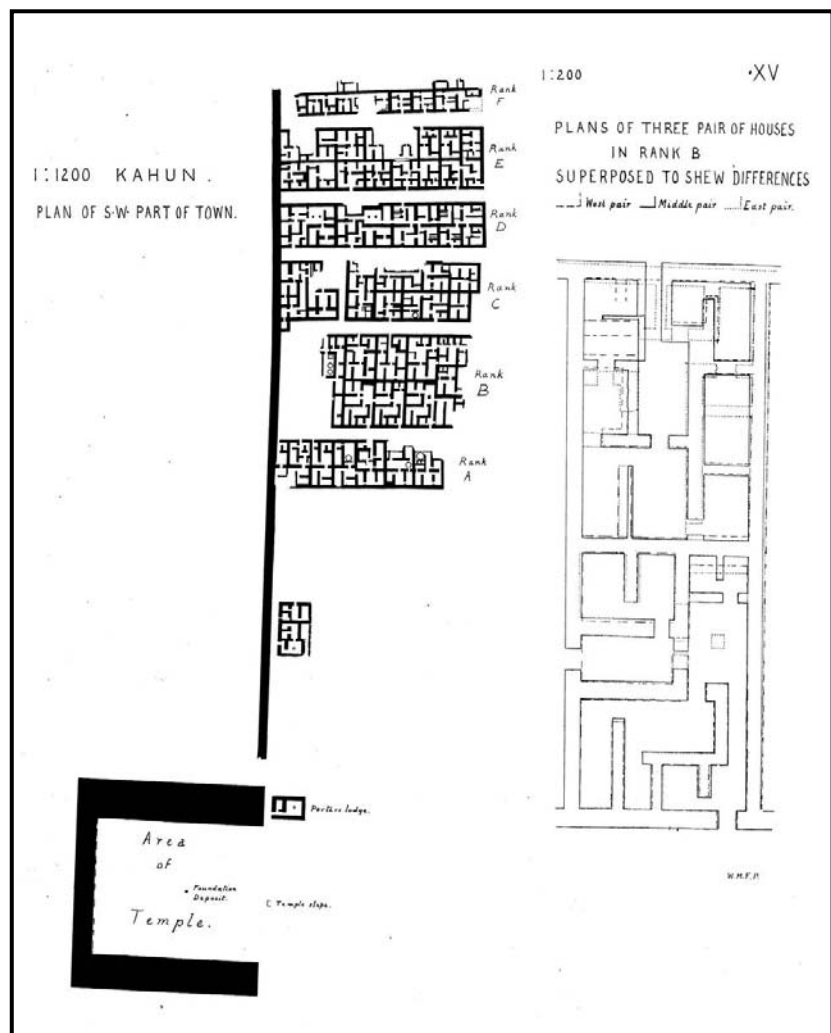 1:1200 KAHUN.
PLAN OF S.W. PART OF TOWN.
Rank
F
Rank
E
Rank
D
Rank
C
Rank
B
Rank
A
Porters lodge.
Area
of
Foundation
Deposit.
Temple.
Temple steps.
1:200
XV
PLANS OF THREE PAIR OF HOUSES
IN RANK B
SUPERPOSED TO SHEW DIFFERENCES
West pair Middle pair East pair.
W.M.F.P.